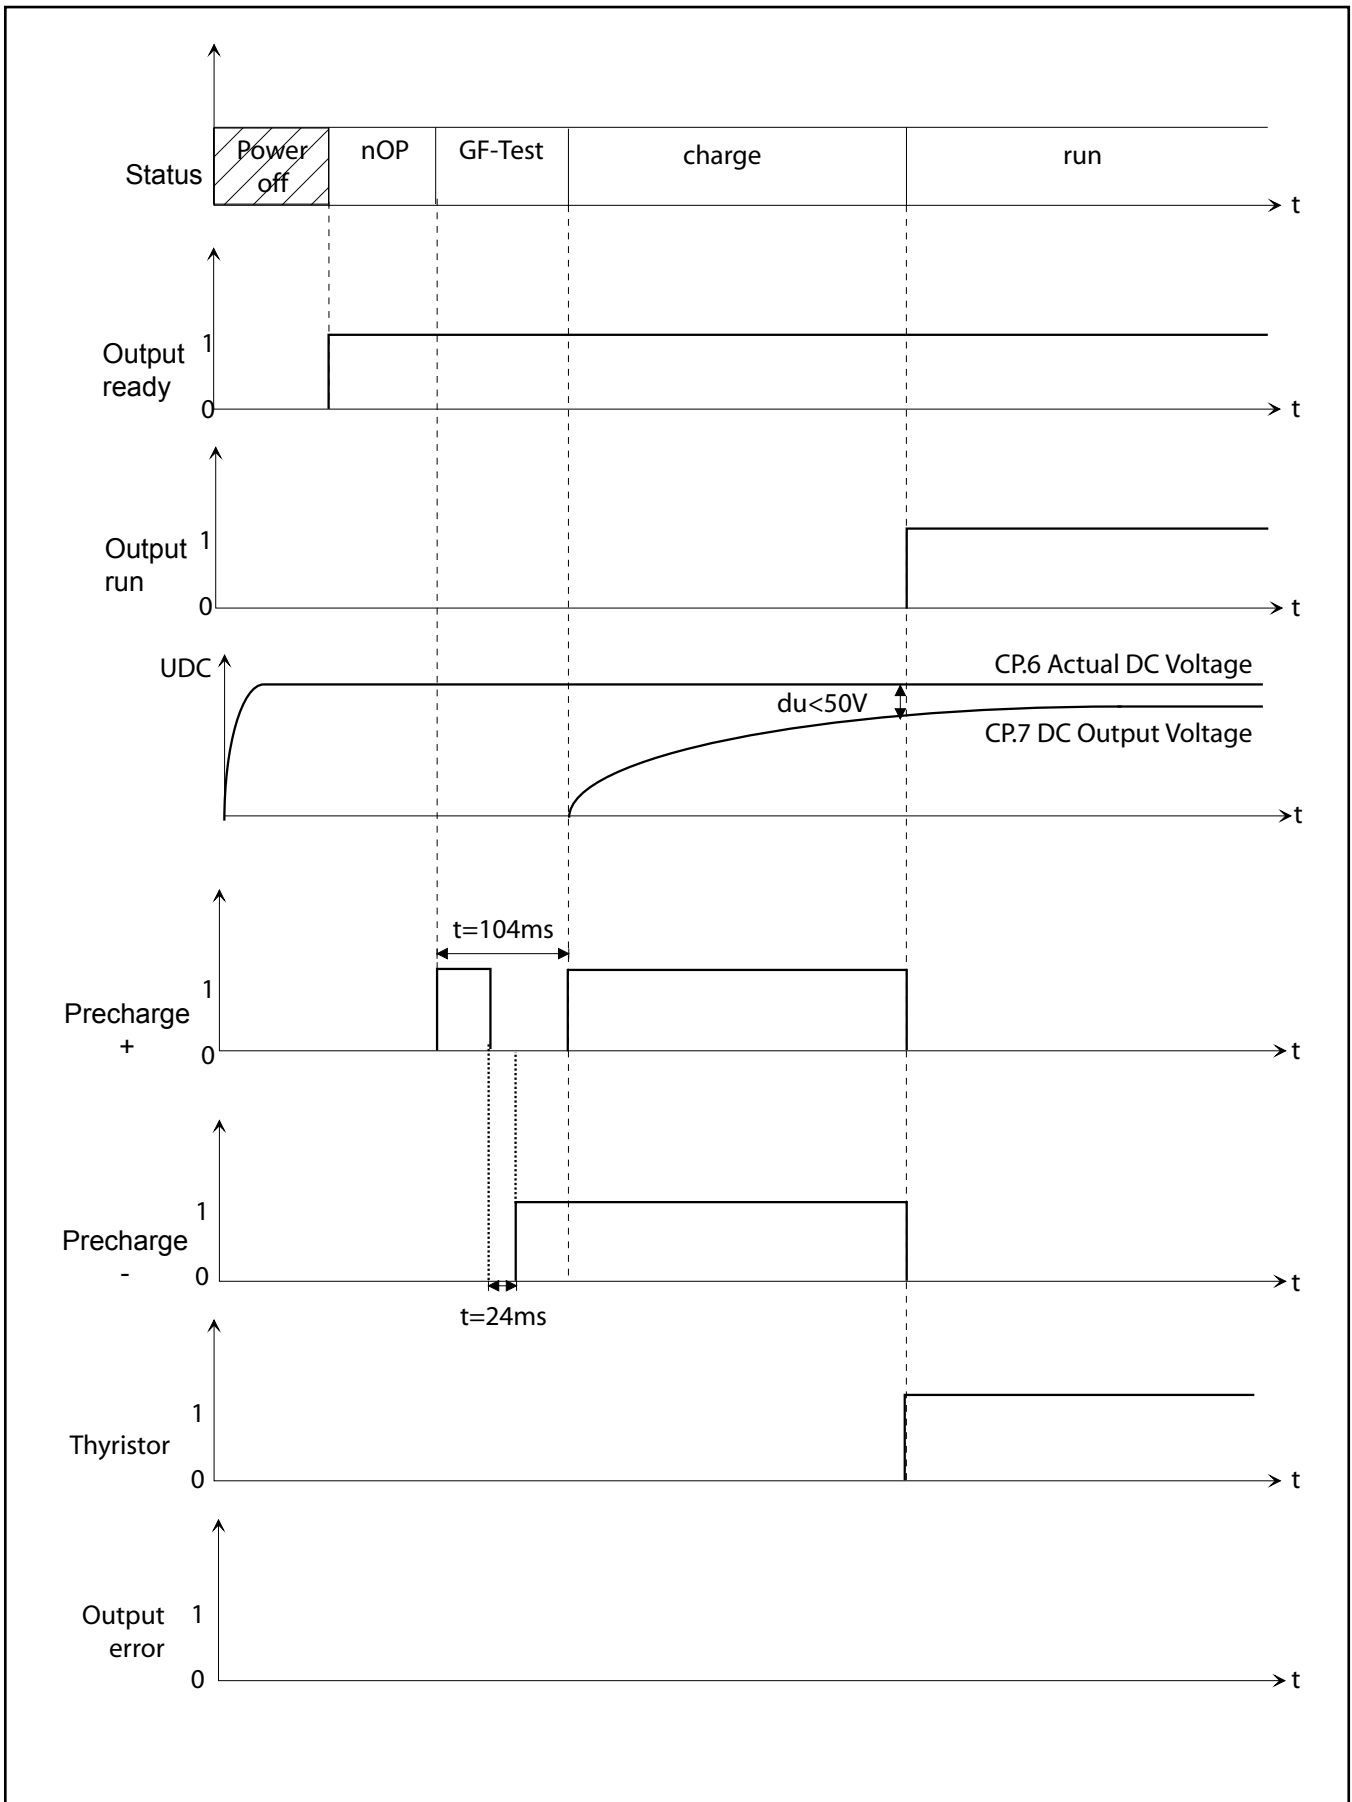 Status
Power
off
nOP
GF-Test
charge
run
t
Output
ready
1
0
t
Output
run
1
0
t
UDC
CP.6 Actual DC Voltage
du<50V
CP.7 DC Output Voltage
t
t=104ms
Precharge
+
1
0
t
Precharge
-
1
0
t
t=24ms
Thyristor
1
0
t
Output
error
1
0
t